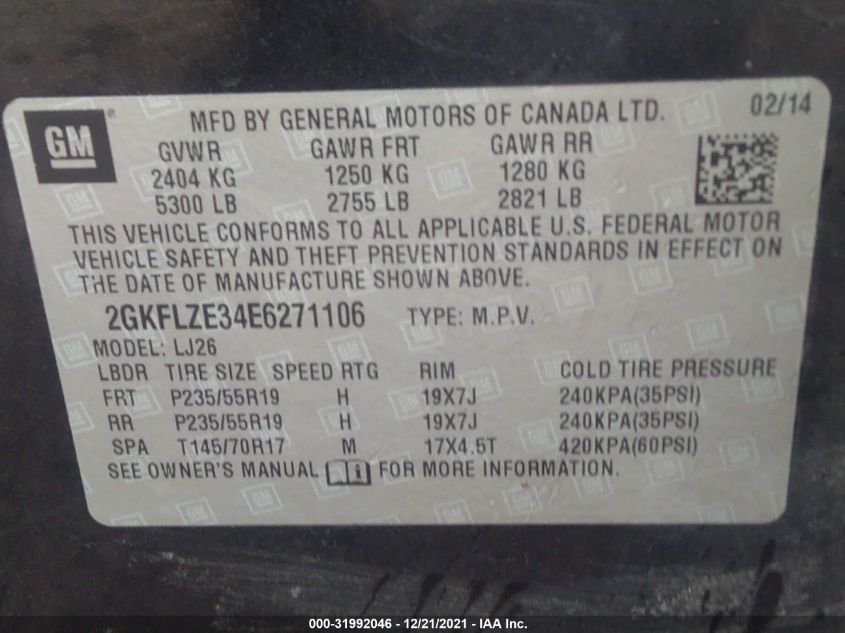 GM
MFD BY GENERAL MOTORS OF CANADA LTD. 02/14
GVWR GAWR FRT GAWR RR
2404 KG 1250 KG 1280 KG
5300 LB 2755 LB 2821 LB
THIS VEHICLE CONFORMS TO ALL APPLICABLE U.S. FEDERAL MOTOR
VEHICLE SAFETY AND THEFT PREVENTION STANDARDS IN EFFECT ON
THE DATE OF MANUFACTURE SHOWN ABOVE.
2GKFLZE34E6271106 TYPE: M.P.V.
MODEL: LJ26
LBDR TIRE SIZE SPEED RTG RIM COLD TIRE PRESSURE
FRT P235/55R19 H 19X7J 240KPA(35PSI)
RR P235/55R19 H 19X7J 240KPA(35PSI)
SPA T145/70R17 M 17X4.5T 420KPA(60PSI)
SEE OWNER'S MANUAL FOR MORE INFORMATION.
000-31992046 - 12/21/2021 - IAA Inc.